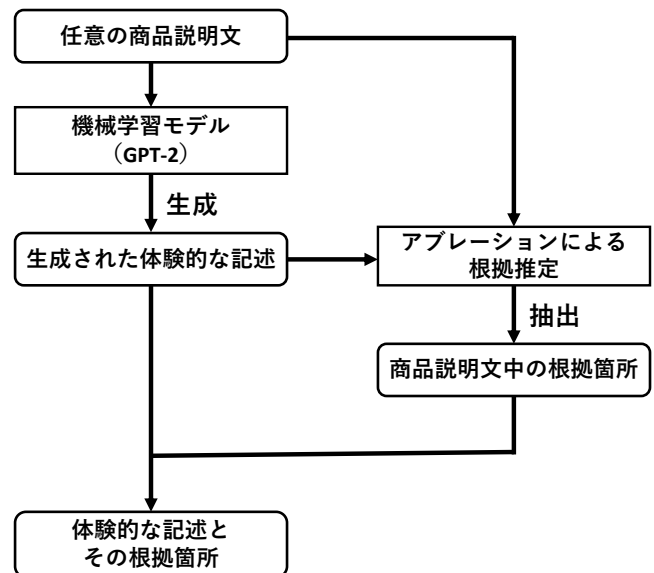 任意の商品説明文
機械学習モデル
（GPT-2）
生成
生成された体験的な記述
アブレーションによる
根拠推定
抽出
商品説明文中の根拠箇所
体験的な記述と
その根拠箇所